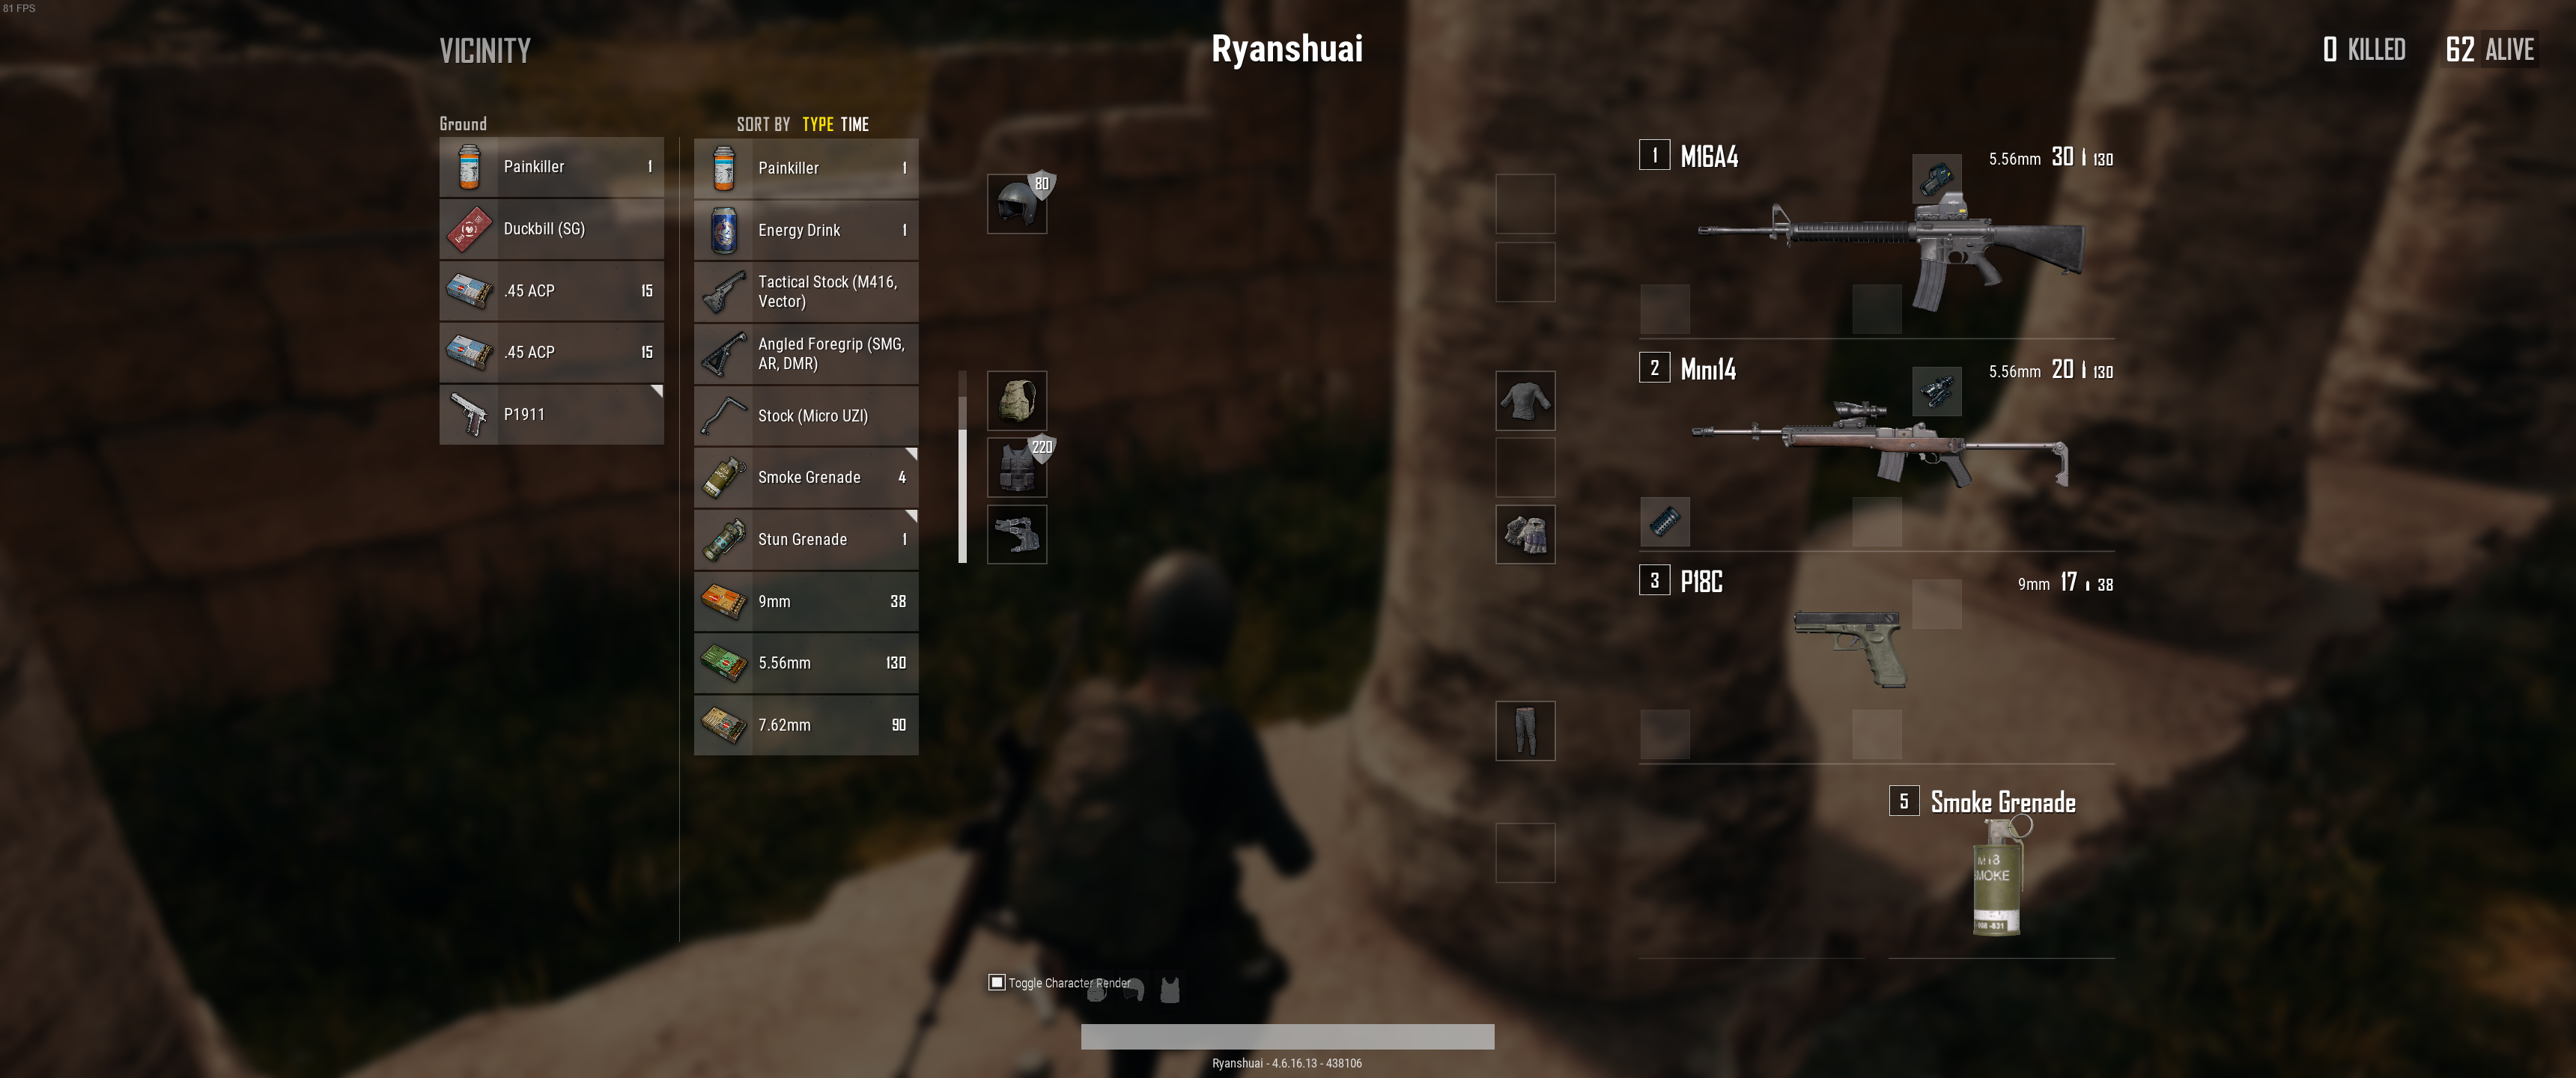 81 FPS
VICINITY
Ryanshuai
0 KILLED 62 ALIVE
Ground
Painkiller 1
Duckbill (SG)
.45 ACP 15
.45 ACP 15
P1911
SORT BY TYPE TIME
Painkiller 1
Energy Drink 1
Tactical Stock (M416,
Vector)
Angled Foregrip (SMG,
AR, DMR)
Stock (Micro UZI)
Smoke Grenade 4
Stun Grenade 1
9mm 38
5.56mm 130
7.62mm 90
80
220
1 M16A4 5.56mm 30 130
2 Mini14 5.56mm 20 130
3 P18C 9mm 17 38
5 Smoke Grenade
M18
SMOKE
Toggle Character Render
Ryanshuai - 4.6.16.13 - 438106